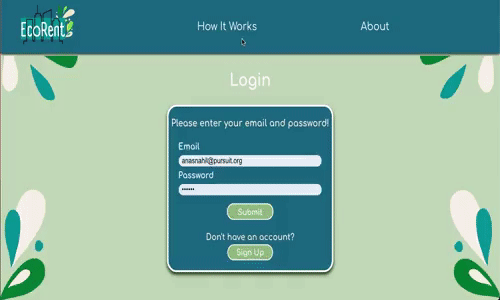 EcoRent
How It Works
About
Login
Please enter your email and password!
Email
anasnahil@pursuit.org
Password
••••••
Submit
Don't have an account?
Sign Up